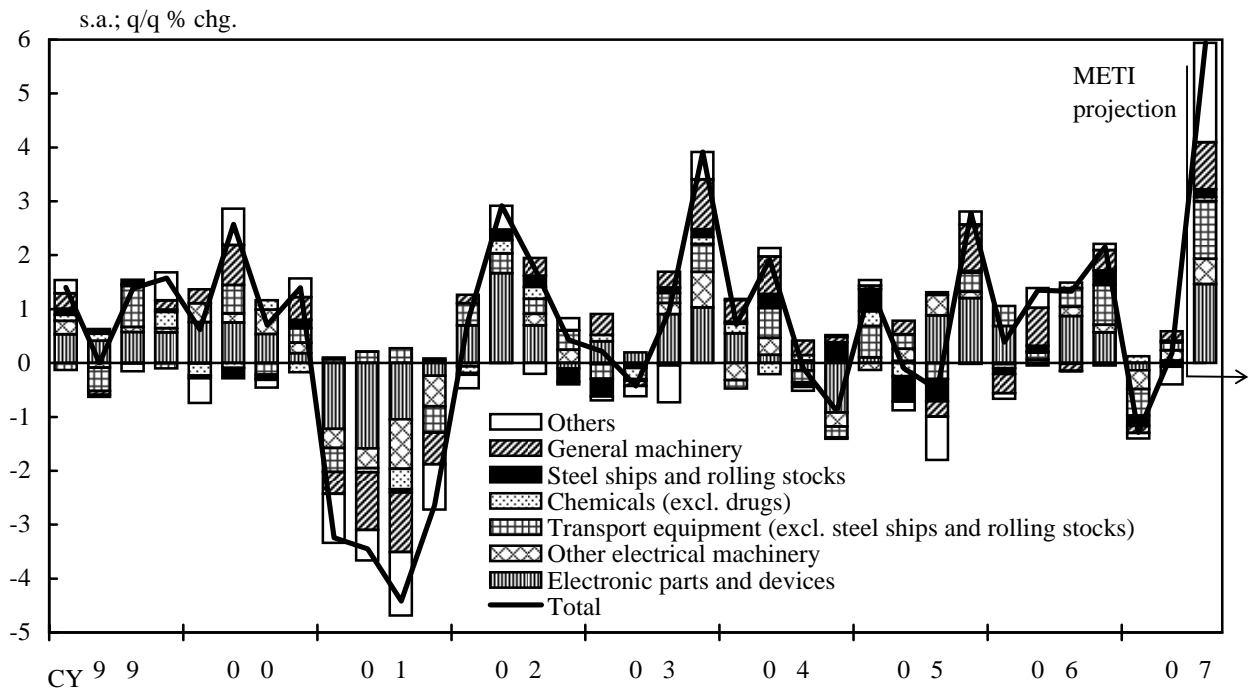 s.a.; q/q % chg.
6
5
4
3
2
1
0
-1
-2
-3
-4
-5
METI
projection
Others
General machinery
Steel ships and rolling stocks
Chemicals (excl. drugs)
Transport equipment (excl. steel ships and rolling stocks)
Other electrical machinery
Electronic parts and devices
Total
CY 9 9 0 0 0 1 0 2 0 3 0 4 0 5 0 6 0 7